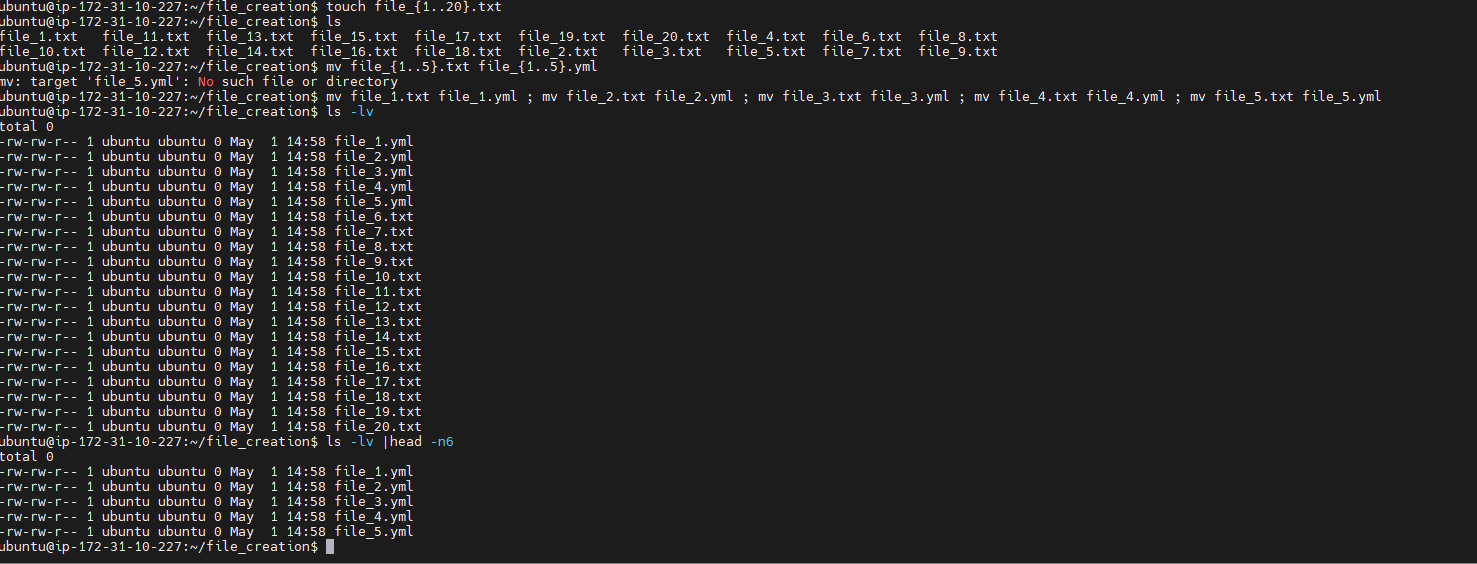 ubuntu@ip-172-31-10-227:~/file_creation$ touch file_{1..20}.txt
ubuntu@ip-172-31-10-227:~/file_creation$ ls
file_1.txt   file_11.txt  file_13.txt  file_15.txt  file_17.txt  file_19.txt  file_20.txt  file_4.txt  file_6.txt  file_8.txt
file_10.txt  file_12.txt  file_14.txt  file_16.txt  file_18.txt  file_2.txt   file_3.txt   file_5.txt  file_7.txt  file_9.txt
ubuntu@ip-172-31-10-227:~/file_creation$ mv file_{1..5}.txt file_{1..5}.yml
mv: target 'file_5.yml': No such file or directory
ubuntu@ip-172-31-10-227:~/file_creation$ mv file_1.txt file_1.yml ; mv file_2.txt file_2.yml ; mv file_3.txt file_3.yml ; mv file_4.txt file_4.yml ; mv file_5.txt file_5.yml
ubuntu@ip-172-31-10-227:~/file_creation$ ls -lv
total 0
-rw-rw-r-- 1 ubuntu ubuntu 0 May  1 14:58 file_1.yml
-rw-rw-r-- 1 ubuntu ubuntu 0 May  1 14:58 file_2.yml
-rw-rw-r-- 1 ubuntu ubuntu 0 May  1 14:58 file_3.yml
-rw-rw-r-- 1 ubuntu ubuntu 0 May  1 14:58 file_4.yml
-rw-rw-r-- 1 ubuntu ubuntu 0 May  1 14:58 file_5.yml
-rw-rw-r-- 1 ubuntu ubuntu 0 May  1 14:58 file_6.txt
-rw-rw-r-- 1 ubuntu ubuntu 0 May  1 14:58 file_7.txt
-rw-rw-r-- 1 ubuntu ubuntu 0 May  1 14:58 file_8.txt
-rw-rw-r-- 1 ubuntu ubuntu 0 May  1 14:58 file_9.txt
-rw-rw-r-- 1 ubuntu ubuntu 0 May  1 14:58 file_10.txt
-rw-rw-r-- 1 ubuntu ubuntu 0 May  1 14:58 file_11.txt
-rw-rw-r-- 1 ubuntu ubuntu 0 May  1 14:58 file_12.txt
-rw-rw-r-- 1 ubuntu ubuntu 0 May  1 14:58 file_13.txt
-rw-rw-r-- 1 ubuntu ubuntu 0 May  1 14:58 file_14.txt
-rw-rw-r-- 1 ubuntu ubuntu 0 May  1 14:58 file_15.txt
-rw-rw-r-- 1 ubuntu ubuntu 0 May  1 14:58 file_16.txt
-rw-rw-r-- 1 ubuntu ubuntu 0 May  1 14:58 file_17.txt
-rw-rw-r-- 1 ubuntu ubuntu 0 May  1 14:58 file_18.txt
-rw-rw-r-- 1 ubuntu ubuntu 0 May  1 14:58 file_19.txt
-rw-rw-r-- 1 ubuntu ubuntu 0 May  1 14:58 file_20.txt
ubuntu@ip-172-31-10-227:~/file_creation$ ls -lv |head -n6
total 0
-rw-rw-r-- 1 ubuntu ubuntu 0 May  1 14:58 file_1.yml
-rw-rw-r-- 1 ubuntu ubuntu 0 May  1 14:58 file_2.yml
-rw-rw-r-- 1 ubuntu ubuntu 0 May  1 14:58 file_3.yml
-rw-rw-r-- 1 ubuntu ubuntu 0 May  1 14:58 file_4.yml
-rw-rw-r-- 1 ubuntu ubuntu 0 May  1 14:58 file_5.yml
ubuntu@ip-172-31-10-227:~/file_creation$